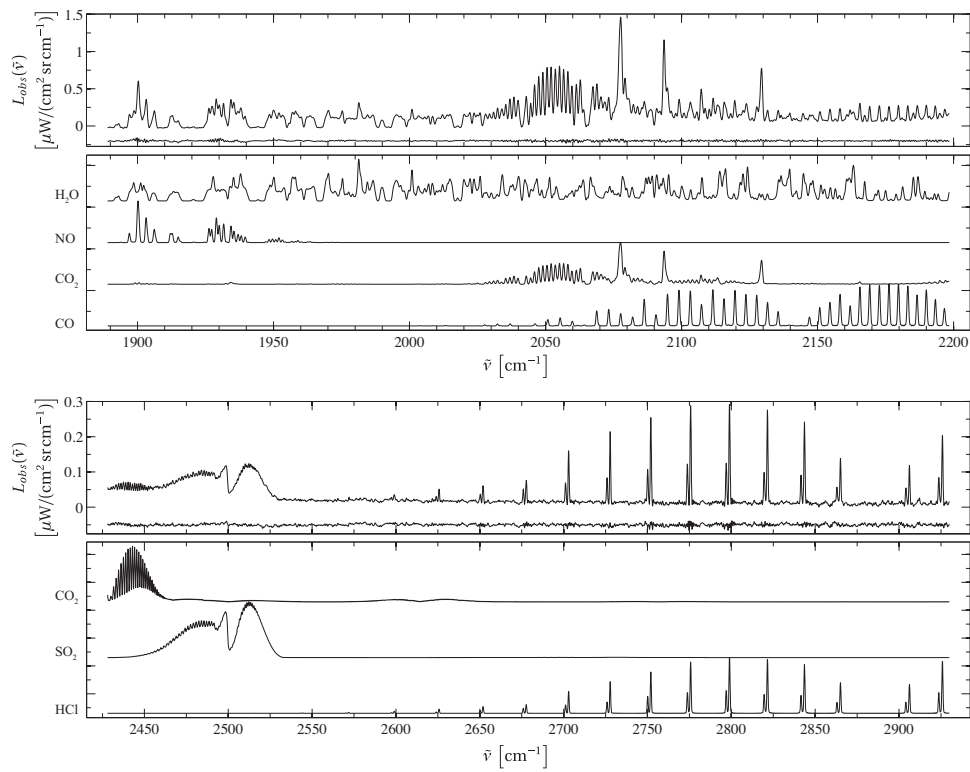 1.5
1
0.5
0
L_obs(ṽ)
[μW/(cm² sr cm⁻¹)]
H₂O
NO
CO₂
CO
1900 1950 2000 2050 2100 2150 2200
ṽ [cm⁻¹]
0.3
0.2
0.1
0
L_obs(ṽ)
[μW/(cm² sr cm⁻¹)]
CO₂
SO₂
HCl
2450 2500 2550 2600 2650 2700 2750 2800 2850 2900
ṽ [cm⁻¹]